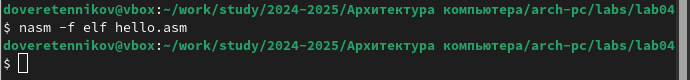 doveretennikov@vbox:~/work/study/2024-2025/Архитектура компьютера/arch-pc/labs/lab04
$ nasm -f elf hello.asm
doveretennikov@vbox:~/work/study/2024-2025/Архитектура компьютера/arch-pc/labs/lab04
$